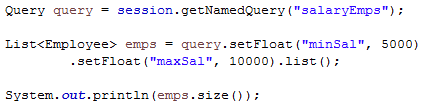 Query query = session.getNamedQuery("salaryEmps");
List<Employee> emps = query.setFloat("minSal", 5000)
.setFloat("maxSal", 10000).list();
System.out.println(emps.size());